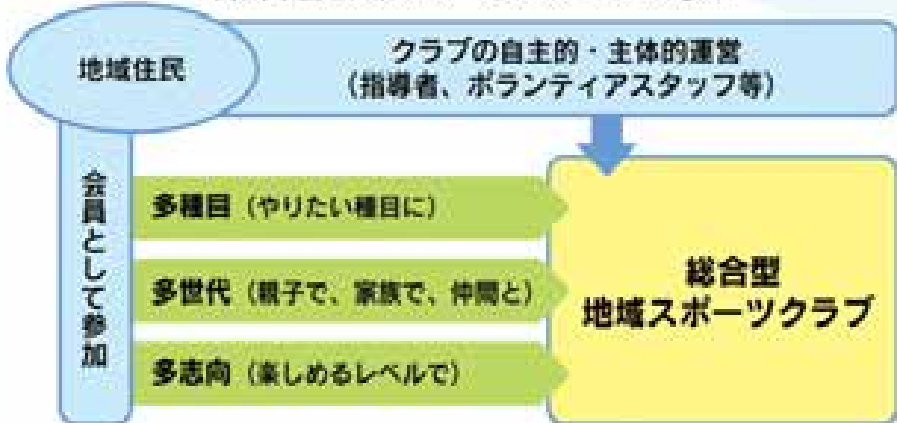 地域住民
クラブの自主的・主体的運営
（指導者、ボランティアスタッフ等）
会員として参加
多種目（やりたい種目に）
多世代（親子で、家族で、仲間と）
多志向（楽しめるレベルで）
総合型
地域スポーツクラブ